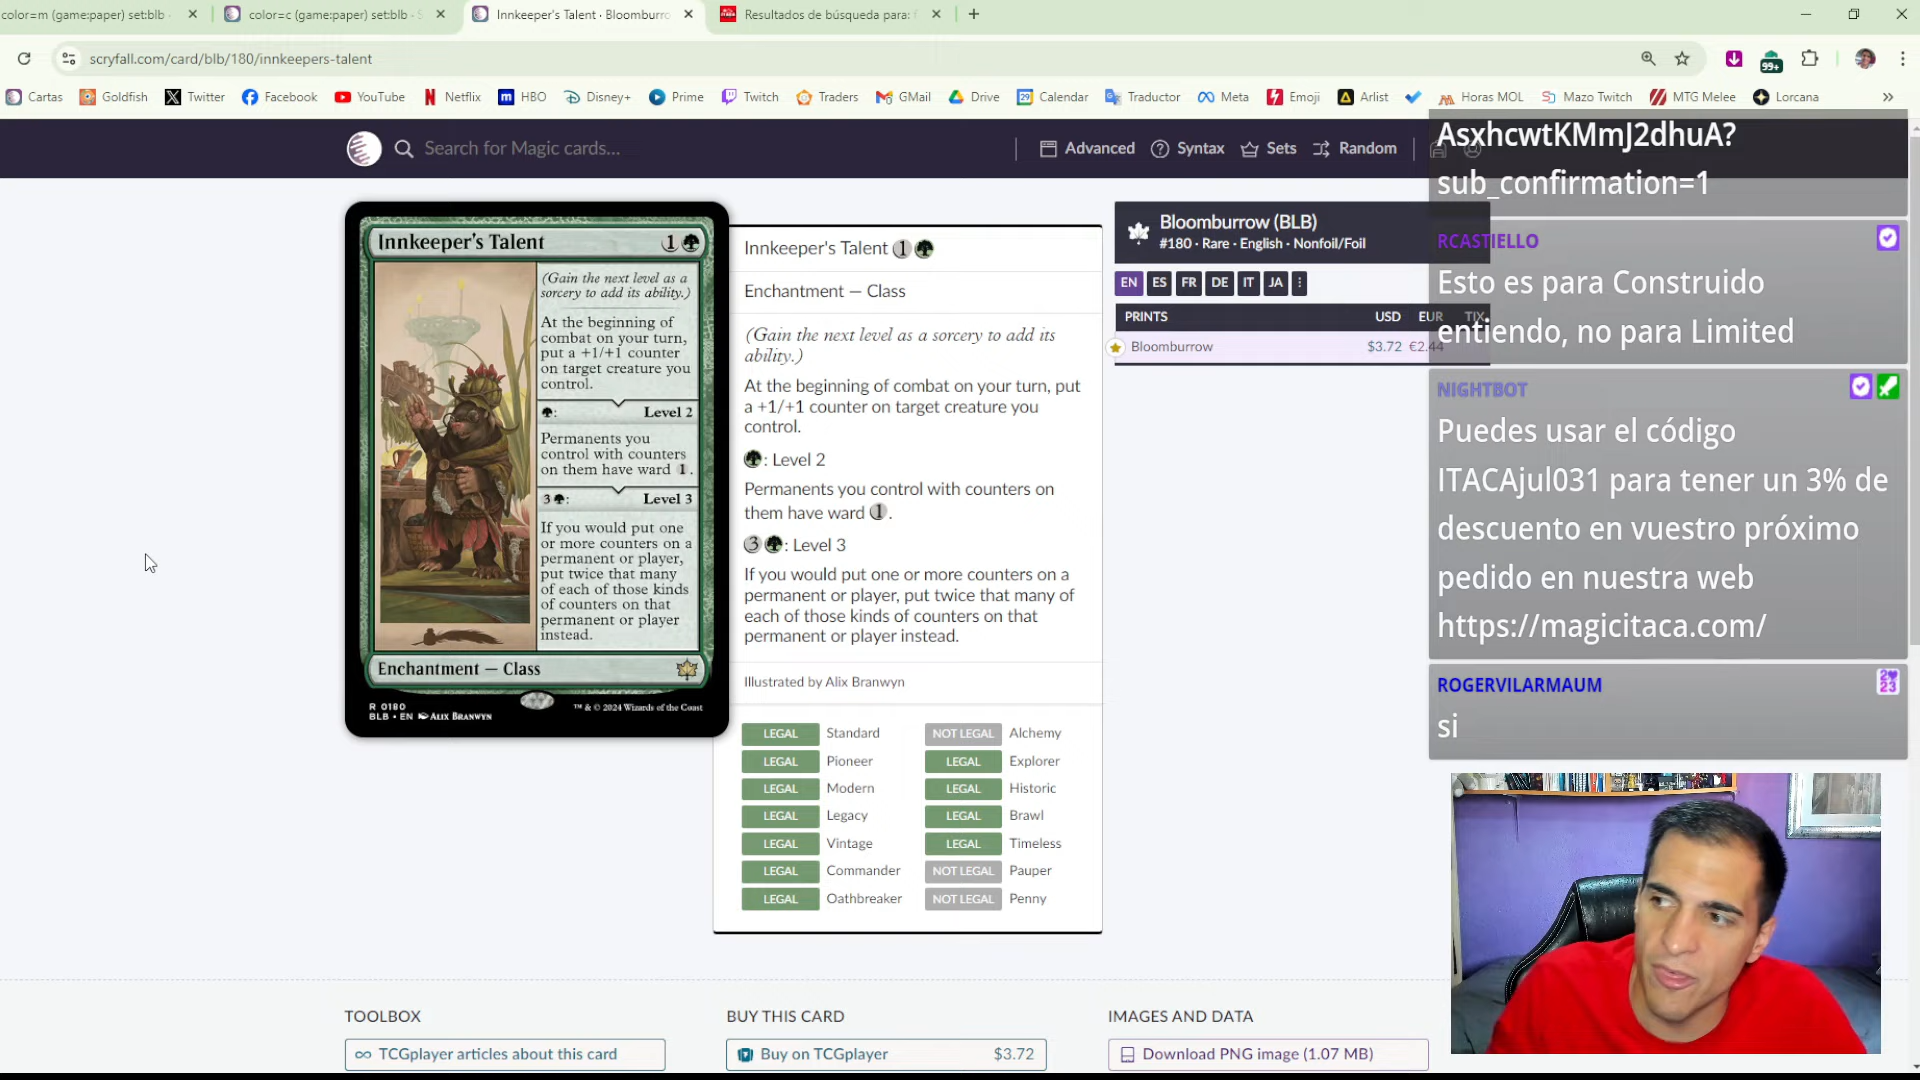 color=m (game:paper) set:blb
color=c (game:paper) set:blb - S
Innkeeper's Talent · Bloomburro
Resultados de búsqueda para:
scryfall.com/card/blb/180/innkeepers-talent
99+
Cartas
Goldfish
Twitter
Facebook
YouTube
Netflix
HBO
Disney+
Prime
Twitch
Traders
GMail
Drive
Calendar
Traductor
Meta
Emoji
Arlist
Horas MOL
Mazo Twitch
MTG Melee
Lorcana
Search for Magic cards...
Advanced
Syntax
Sets
Random
Innkeeper's Talent 1
(Gain the next level as a
sorcery to add its ability.)
At the beginning of
combat on your turn,
put a +1/+1 counter
on target creature you
control.
: Level 2
Permanents you
control with counters
on them have ward 1.
3 : Level 3
If you would put one
or more counters on a
permanent or player,
put twice that many
of each of those kinds
of counters on that
permanent or player
instead.
Enchantment — Class
R 0180
BLB • EN ALIX BRANWYN
™ & © 2024 Wizards of the Coast
Innkeeper's Talent 1
Enchantment — Class
(Gain the next level as a sorcery to add its
ability.)
At the beginning of combat on your turn, put
a +1/+1 counter on target creature you
control.
: Level 2
Permanents you control with counters on
them have ward 1.
3 : Level 3
If you would put one or more counters on a
permanent or player, put twice that many of
each of those kinds of counters on that
permanent or player instead.
Illustrated by Alix Branwyn
LEGAL Standard NOT LEGAL Alchemy
LEGAL Pioneer LEGAL Explorer
LEGAL Modern LEGAL Historic
LEGAL Legacy LEGAL Brawl
LEGAL Vintage LEGAL Timeless
LEGAL Commander NOT LEGAL Pauper
LEGAL Oathbreaker NOT LEGAL Penny
Bloomburrow (BLB)
#180 · Rare · English · Nonfoil/Foil
EN ES FR DE IT JA
PRINTS USD EUR TIX
Bloomburrow $3.72 €2.44
AsxhcwtKMmJ2dhuA?
sub_confirmation=1
RCASTIELLO
Esto es para Construido
entiendo, no para Limited
NIGHTBOT
Puedes usar el código
ITACAjul031 para tener un 3% de
descuento en vuestro próximo
pedido en nuestra web
https://magicitaca.com/
ROGERVILARMAUM
si
TOOLBOX
TCGplayer articles about this card
BUY THIS CARD
Buy on TCGplayer $3.72
IMAGES AND DATA
Download PNG image (1.07 MB)